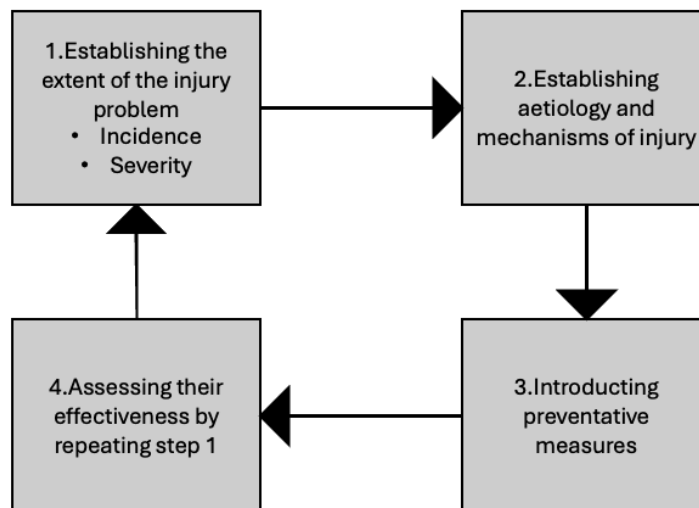 1.Establishing the
extent of the injury
problem
• Incidence
• Severity
2.Establishing
aetiology and
mechanisms of injury
3.Introducting
preventative
measures
4.Assessing their
effectiveness by
repeating step 1